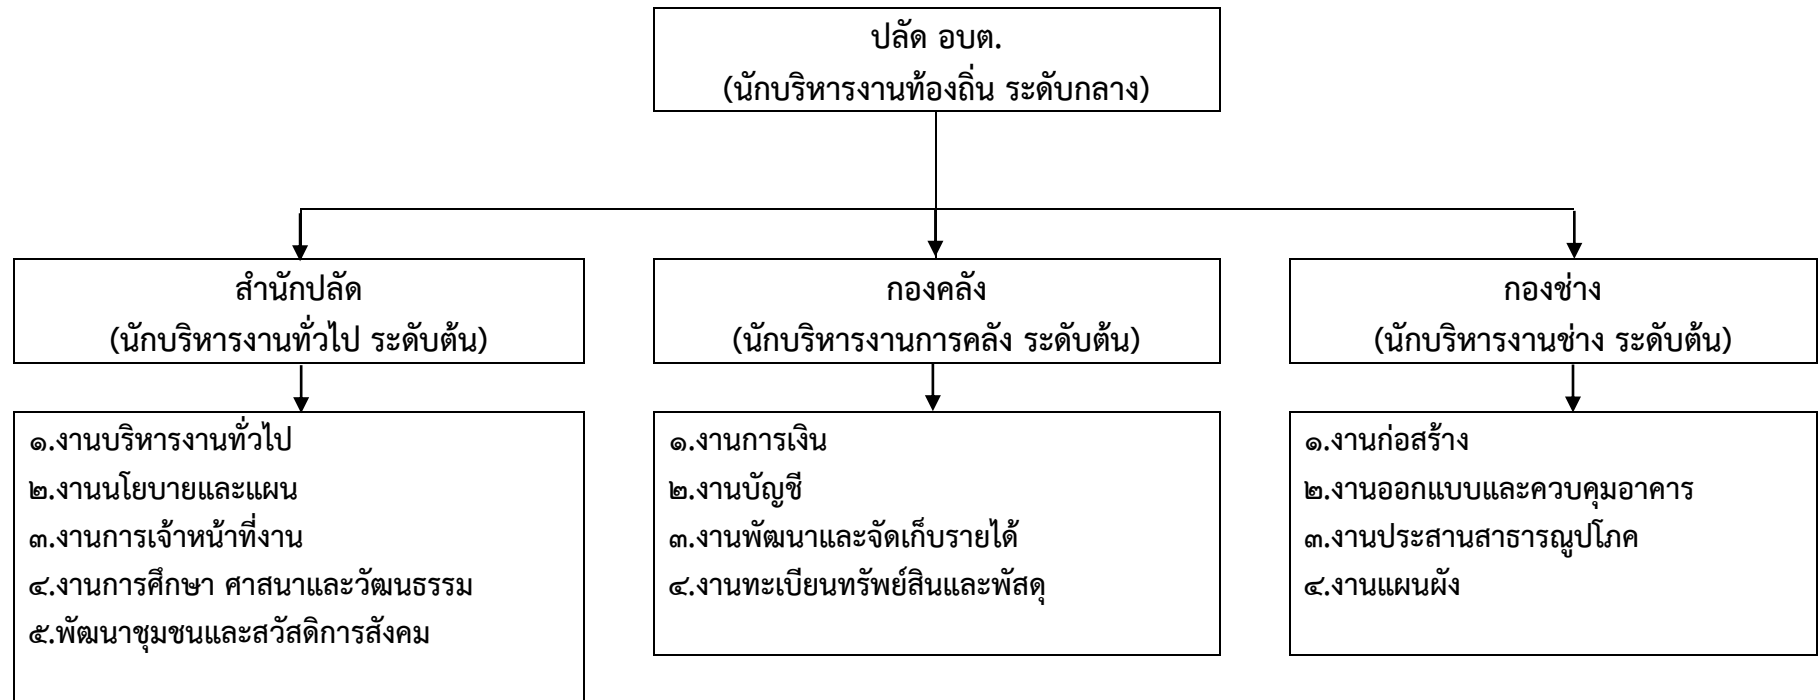 ปลัด อบต.
(นักบริหารงานท้องถิ่น ระดับกลาง)
สำนักปลัด
(นักบริหารงานทั่วไป ระดับต้น)
กองคลัง
(นักบริหารงานการคลัง ระดับต้น)
กองช่าง
(นักบริหารงานช่าง ระดับต้น)
๑.งานบริหารงานทั่วไป
๒.งานนโยบายและแผน
๓.งานการเจ้าหน้าที่งาน
๔.งานการศึกษา ศาสนาและวัฒนธรรม
๕.พัฒนาชุมชนและสวัสดิการสังคม
๑.งานการเงิน
๒.งานบัญชี
๓.งานพัฒนาและจัดเก็บรายได้
๔.งานทะเบียนทรัพย์สินและพัสดุ
๑.งานก่อสร้าง
๒.งานออกแบบและควบคุมอาคาร
๓.งานประสานสาธารณูปโภค
๔.งานแผนผัง